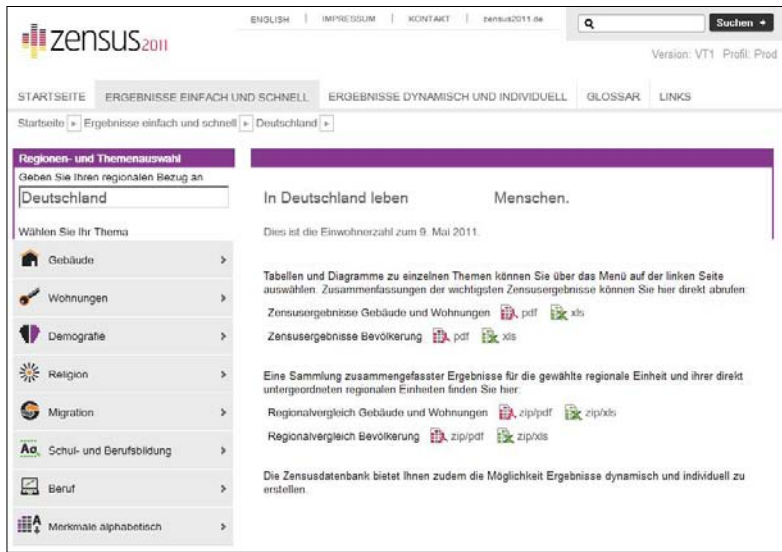 ENGLISH | IMPRESSUM | KONTAKT | zensus2011.de
Suchen
zensus2011
Version: VT1 Profil: Prod
STARTSEITE ERGEBNISSE EINFACH UND SCHNELL ERGEBNISSE DYNAMISCH UND INDIVIDUELL GLOSSAR LINKS
Startseite Ergebnisse einfach und schnell Deutschland
Regionen- und Themenauswahl
Geben Sie Ihren regionalen Bezug an
Deutschland
Wählen Sie Ihr Thema
Gebäude
Wohnungen
Demografie
Religion
Migration
Aa Schul- und Berufsbildung
Beruf
A Merkmale alphabetisch
In Deutschland leben Menschen.
Dies ist die Einwohnerzahl zum 9. Mai 2011.
Tabellen und Diagramme zu einzelnen Themen können Sie über das Menü auf der linken Seite
auswählen. Zusammenfassungen der wichtigsten Zensusergebnisse können Sie hier direkt abrufen:
Zensusergebnisse Gebäude und Wohnungen pdf xls
Zensusergebnisse Bevölkerung pdf xls
Eine Sammlung zusammengefasster Ergebnisse für die gewählte regionale Einheit und ihrer direkt
untergeordneten regionalen Einheiten finden Sie hier:
Regionalvergleich Gebäude und Wohnungen zip/pdf zip/xls
Regionalvergleich Bevölkerung zip/pdf zip/xls
Die Zensusdatenbank bietet Ihnen zudem die Möglichkeit Ergebnisse dynamisch und individuell zu
erstellen.